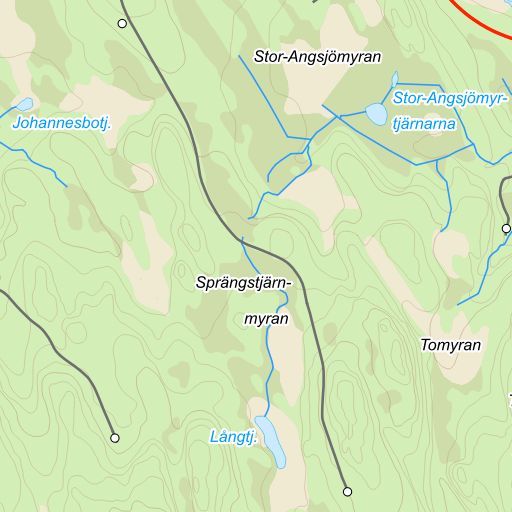 Stor-Angsjömyran
Stor-Angsjömyr-
tjärnarna
Johannesbotj.
Sprängstjärn-
myran
Tomyran
Långtj.